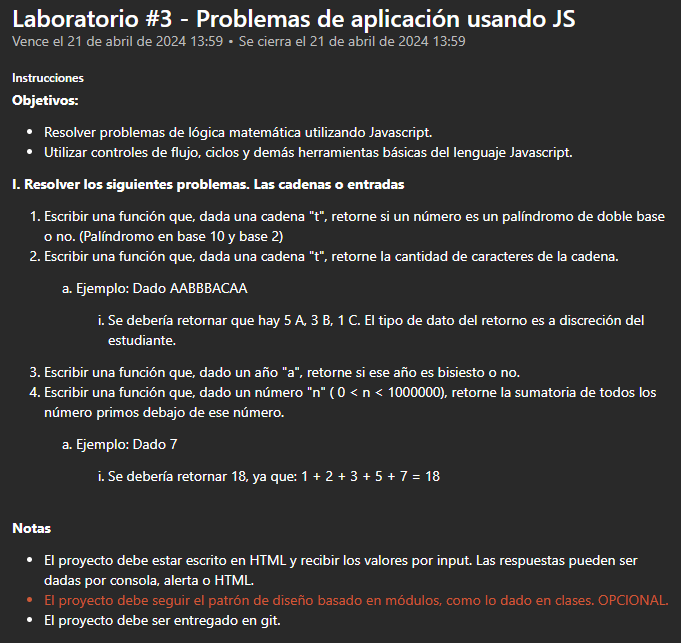 Laboratorio #3 - Problemas de aplicación usando JS
Vence el 21 de abril de 2024 13:59 • Se cierra el 21 de abril de 2024 13:59
Instrucciones
Objetivos:
• Resolver problemas de lógica matemática utilizando Javascript.
• Utilizar controles de flujo, ciclos y demás herramientas básicas del lenguaje Javascript.
I. Resolver los siguientes problemas. Las cadenas o entradas
1. Escribir una función que, dada una cadena "t", retorne si un número es un palíndromo de doble base
o no. (Palíndromo en base 10 y base 2)
2. Escribir una función que, dada una cadena "t", retorne la cantidad de caracteres de la cadena.
a. Ejemplo: Dado AABBBACAA
i. Se debería retornar que hay 5 A, 3 B, 1 C. El tipo de dato del retorno es a discreción del
estudiante.
3. Escribir una función que, dado un año "a", retorne si ese año es bisiesto o no.
4. Escribir una función que, dado un número "n" ( 0 < n < 1000000), retorne la sumatoria de todos los
número primos debajo de ese número.
a. Ejemplo: Dado 7
i. Se debería retornar 18, ya que: 1 + 2 + 3 + 5 + 7 = 18
Notas
• El proyecto debe estar escrito en HTML y recibir los valores por input. Las respuestas pueden ser
dadas por consola, alerta o HTML.
• El proyecto debe seguir el patrón de diseño basado en módulos, como lo dado en clases. OPCIONAL.
• El proyecto debe ser entregado en git.